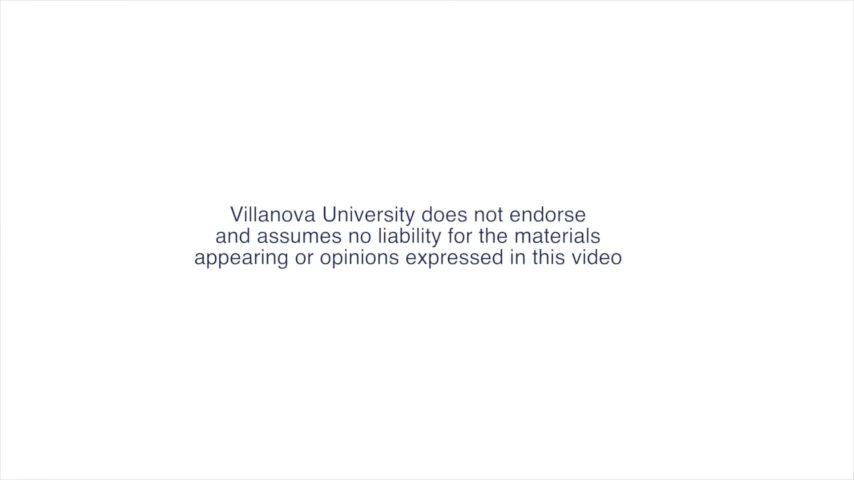 Villanova University does not endorse
and assumes no liability for the materials
appearing or opinions expressed in this video